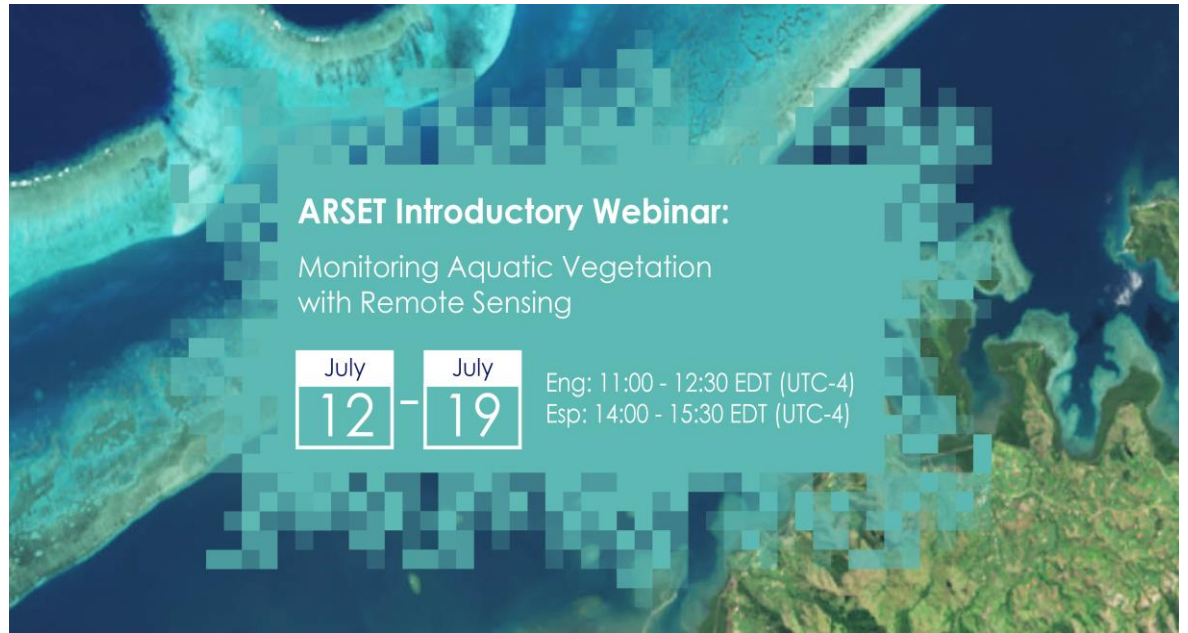 ARSET Introductory Webinar:
Monitoring Aquatic Vegetation
with Remote Sensing
July
12
-
July
19
Eng: 11:00 - 12:30 EDT (UTC-4)
Esp: 14:00 - 15:30 EDT (UTC-4)